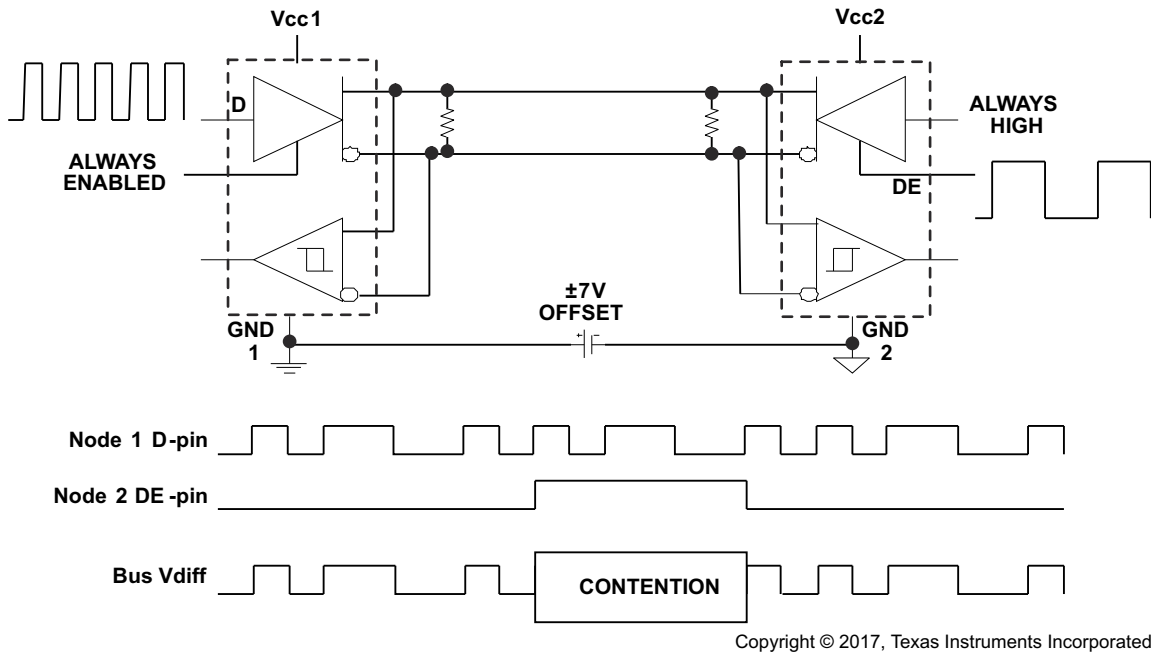 Vcc1
Vcc2
D
ALWAYS
HIGH
ALWAYS
ENABLED
DE
±7V
OFFSET
GND
1
GND
2
Node 1 D-pin
Node 2 DE-pin
Bus Vdiff
CONTENTION
Copyright © 2017, Texas Instruments Incorporated